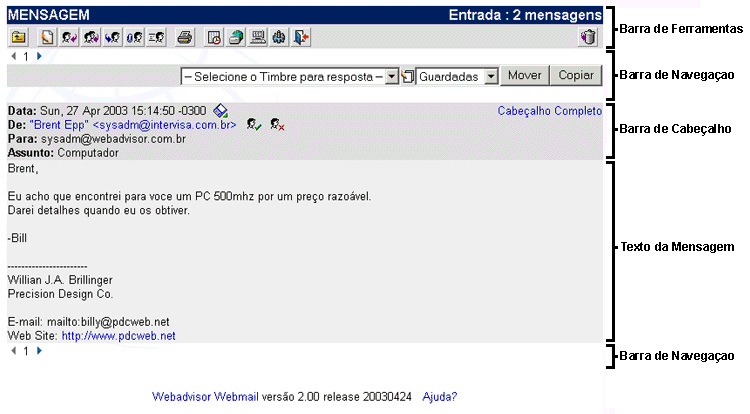 MENSAGEM Entrada : 2 mensagens
Barra de Ferramentas
1
Barra de Navegaçao
– Selecione o Timbre para resposta – Guardadas Mover Copiar
Data: Sun, 27 Apr 2003 15:14:50 -0300 Cabeçalho Completo
De: "Brent Epp" <sysadm@intervisa.com.br>
Barra de Cabeçalho
Para: sysadm@webadvisor.com.br
Assunto: Computador
Brent,
Eu acho que encontrei para voce um PC 500mhz por um preço razoável.
Darei detalhes quando eu os obtiver.
-Bill
Texto da Mensagem
-----------------------
Willian J.A. Brillinger
Precision Design Co.
E-mail: mailto:billy@pdcweb.net
Web Site: http://www.pdcweb.net
1
Barra de Navegaçao
Webadvisor Webmail versão 2.00 release 20030424 Ajuda?